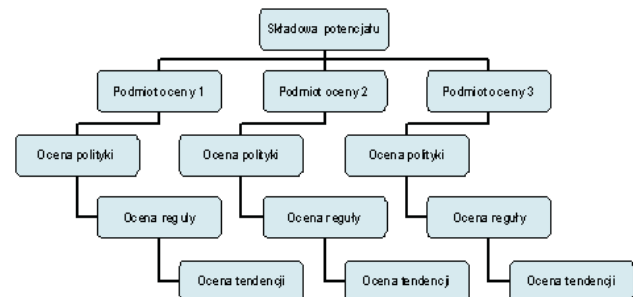 Składowa potencjału
Podmiot oceny 1
Podmiot oceny 2
Podmiot oceny 3
Ocena polityki
Ocena polityki
Ocena polityki
Ocena reguły
Ocena reguły
Ocena reguły
Ocena tendencji
Ocena tendencji
Ocena tendencji